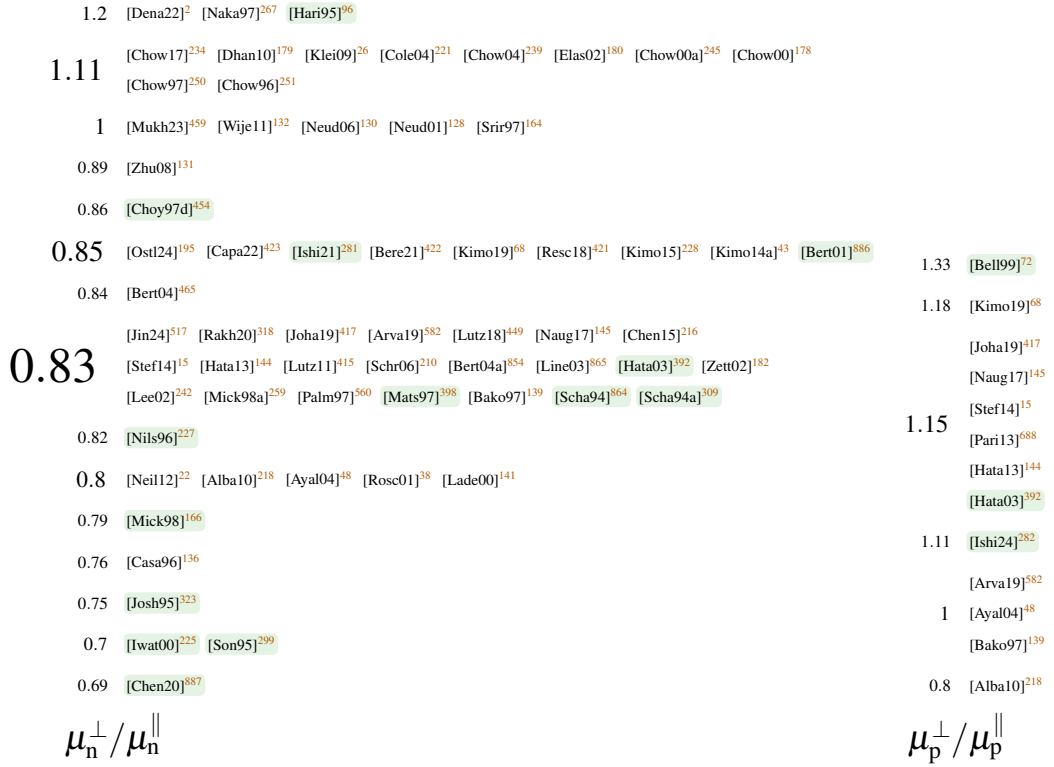 1.2 [Dena22]2 [Naka97]267 [Hari95]96
1.11 [Chow17]234 [Dhan10]179 [Klei09]26 [Cole04]221 [Chow04]239 [Elas02]180 [Chow00a]245 [Chow00]178
[Chow97]250 [Chow96]251
1 [Mukh23]459 [Wije11]132 [Neud06]130 [Neud01]128 [Srir97]164
0.89 [Zhu08]131
0.86 [Choy97d]454
0.85 [Ostl24]195 [Capa22]423 [Ishi21]281 [Bere21]422 [Kimo19]68 [Resc18]421 [Kimo15]228 [Kimo14a]43 [Bert01]886
0.84 [Bert04]465
0.83 [Jin24]517 [Rakh20]318 [Joha19]417 [Arva19]582 [Lutz18]449 [Naug17]145 [Chen15]216
[Stef14]15 [Hata13]144 [Lutz11]415 [Schr06]210 [Bert04a]854 [Line03]865 [Hata03]392 [Zett02]182
[Lee02]242 [Mick98a]259 [Palm97]560 [Mats97]398 [Bako97]139 [Scha94]864 [Scha94a]309
0.82 [Nils96]227
0.8 [Neil12]22 [Alba10]218 [Ayal04]48 [Rosc01]38 [Lade00]141
0.79 [Mick98]166
0.76 [Casa96]136
0.75 [Josh95]323
0.7 [Iwat00]225 [Son95]299
0.69 [Chen20]887
μn⊥/μn∥
1.33 [Bell99]72
1.18 [Kimo19]68
1.15 [Joha19]417
[Naug17]145
[Stef14]15
[Pari13]688
[Hata13]144
[Hata03]392
1.11 [Ishi24]282
1 [Arva19]582
[Ayal04]48
[Bako97]139
0.8 [Alba10]218
μp⊥/μp∥